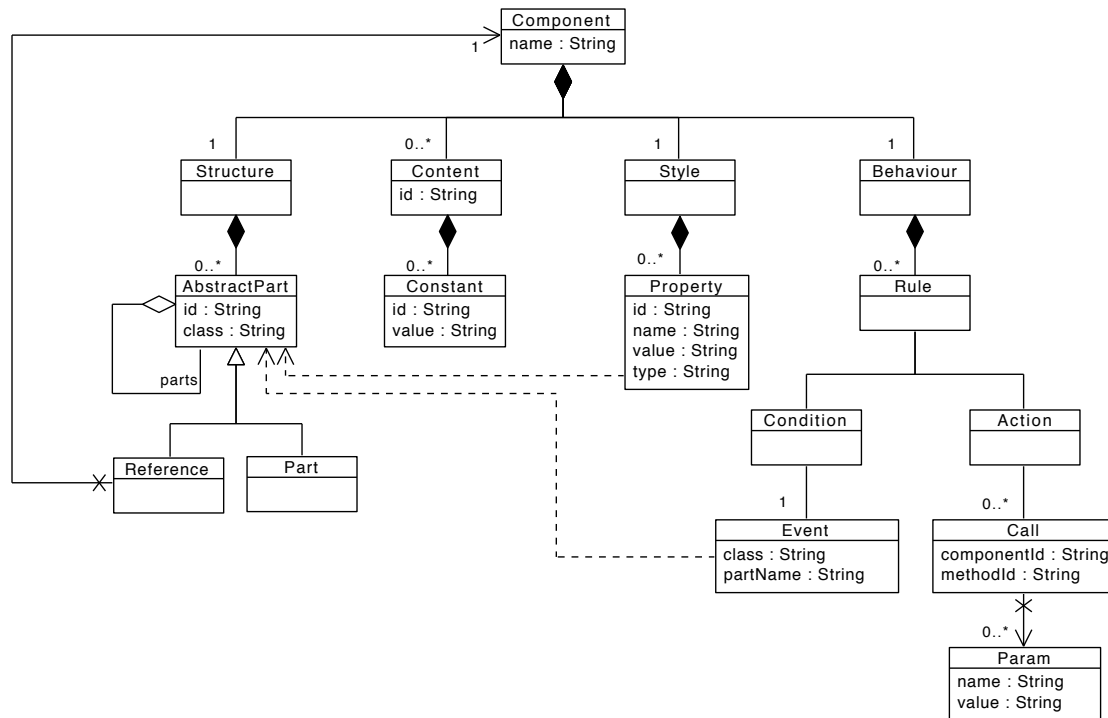 Component
name : String
1
1
0..*
1
1
Structure
Content
id : String
Style
Behaviour
0..*
0..*
0..*
0..*
AbstractPart
id : String
class : String
Constant
id : String
value : String
Property
id : String
name : String
value : String
type : String
Rule
parts
Condition
Action
Reference
Part
1
0..*
Event
class : String
partName : String
Call
componentId : String
methodId : String
0..*
Param
name : String
value : String